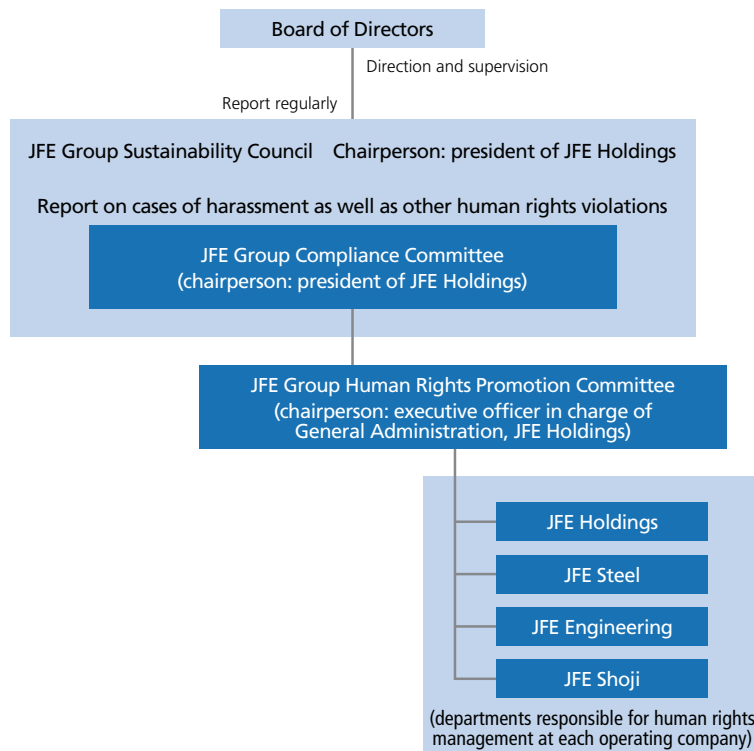 Board of Directors
Direction and supervision
Report regularly
JFE Group Sustainability Council Chairperson: president of JFE Holdings
Report on cases of harassment as well as other human rights violations
JFE Group Compliance Committee
(chairperson: president of JFE Holdings)
JFE Group Human Rights Promotion Committee
(chairperson: executive officer in charge of
General Administration, JFE Holdings)
JFE Holdings
JFE Steel
JFE Engineering
JFE Shoji
(departments responsible for human rights
management at each operating company)